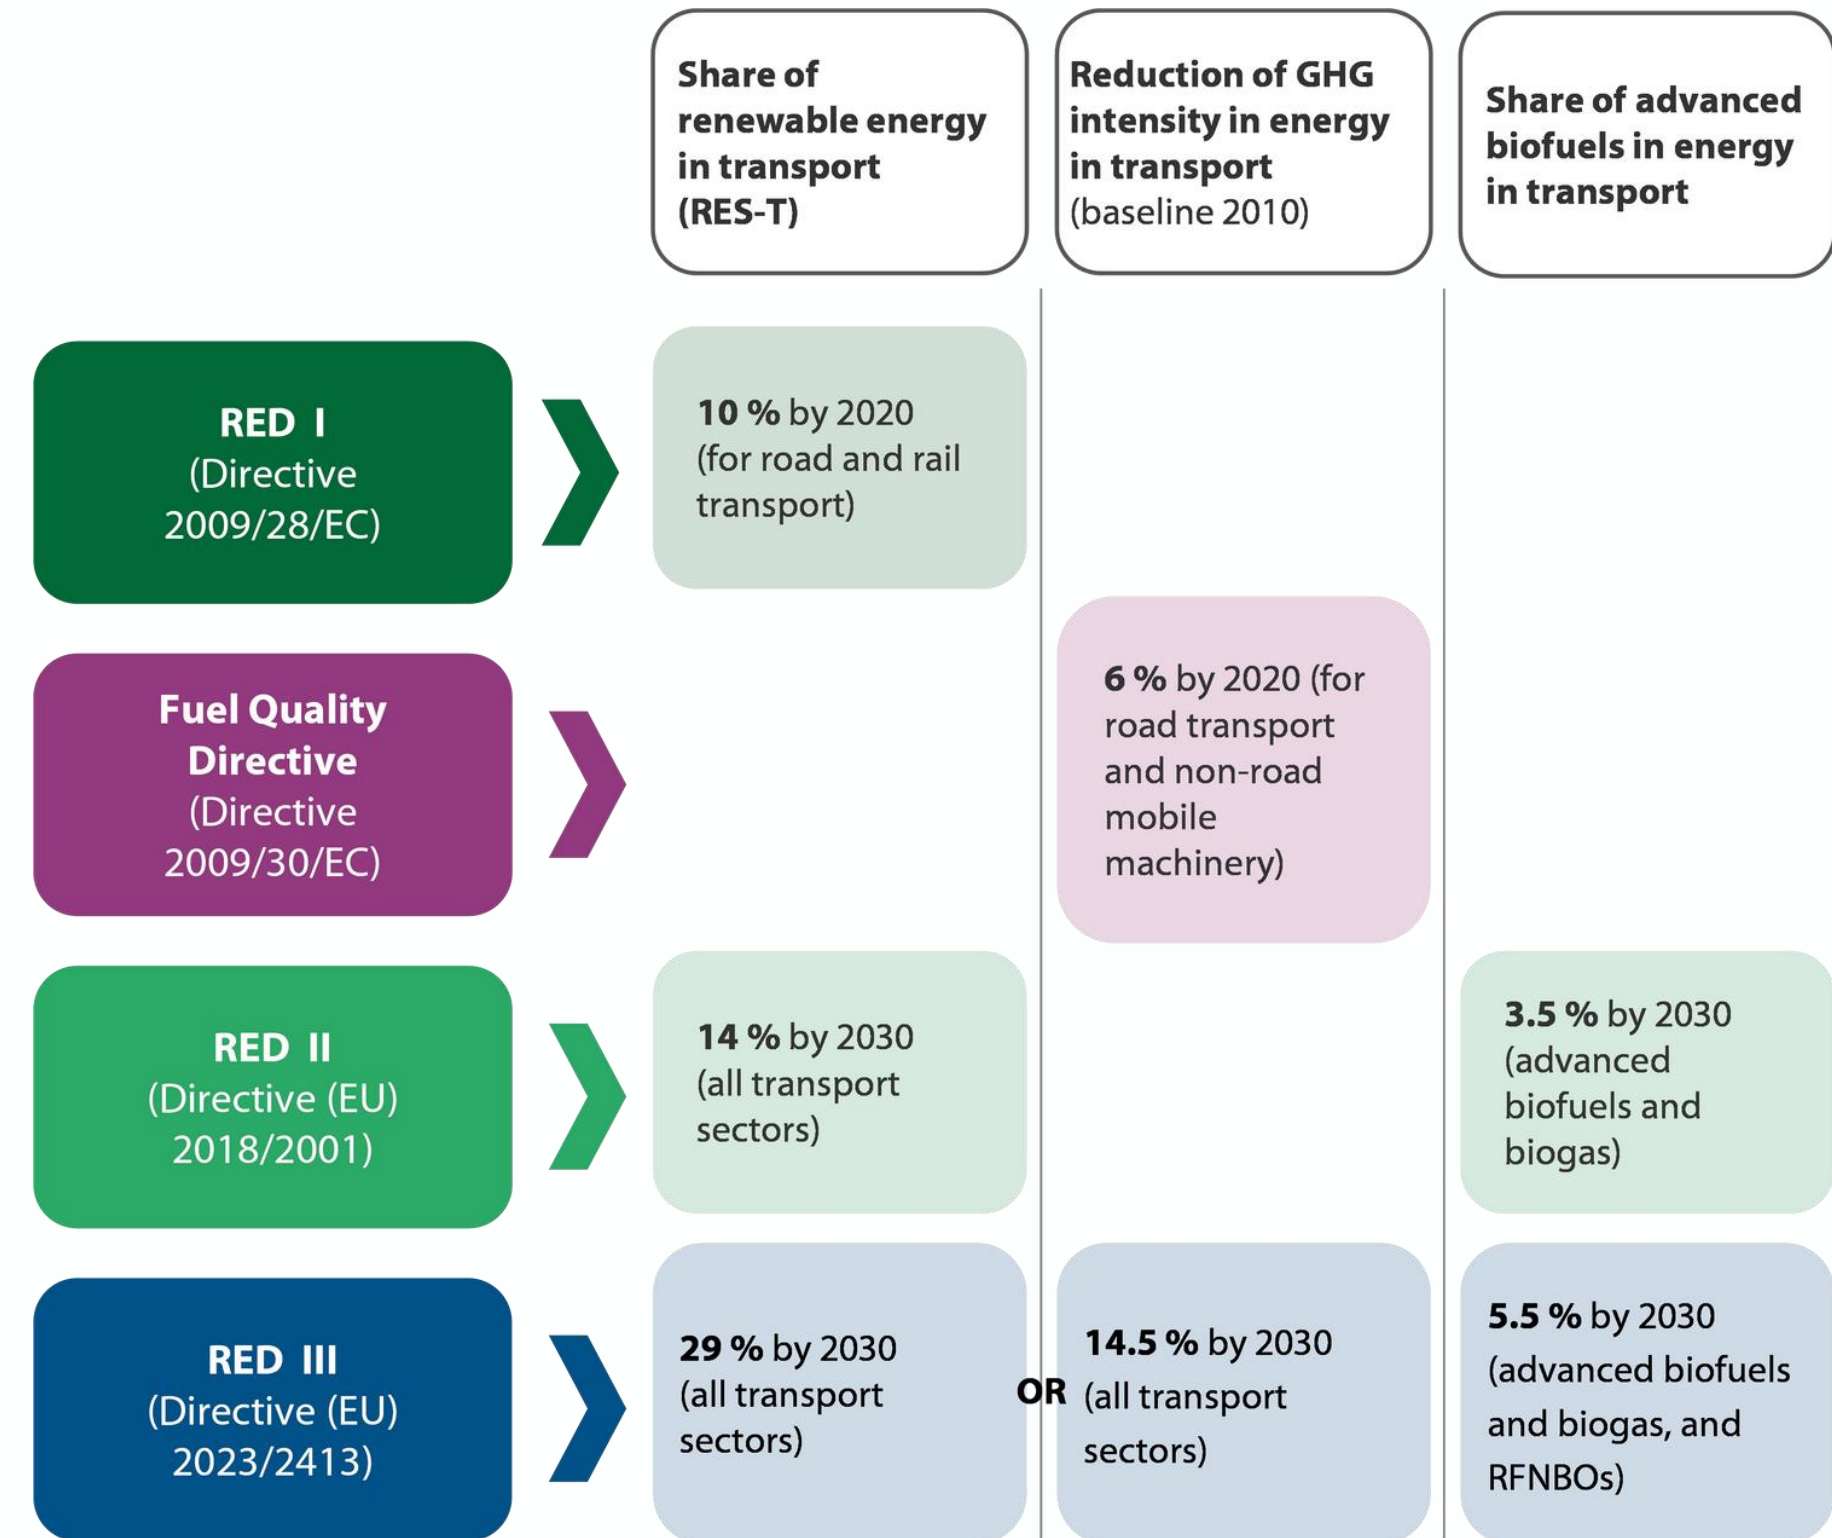 Share of
renewable energy
in transport
(RES-T)
Reduction of GHG
intensity in energy
in transport
(baseline 2010)
Share of advanced
biofuels in energy
in transport
RED I
(Directive
2009/28/EC)
10 % by 2020
(for road and rail
transport)
Fuel Quality
Directive
(Directive
2009/30/EC)
6 % by 2020 (for
road transport
and non-road
mobile
machinery)
RED II
(Directive (EU)
2018/2001)
14 % by 2030
(all transport
sectors)
3.5 % by 2030
(advanced
biofuels and
biogas)
RED III
(Directive (EU)
2023/2413)
29 % by 2030
(all transport
sectors)
OR
14.5 % by 2030
(all transport
sectors)
5.5 % by 2030
(advanced biofuels
and biogas, and
RFNBOs)